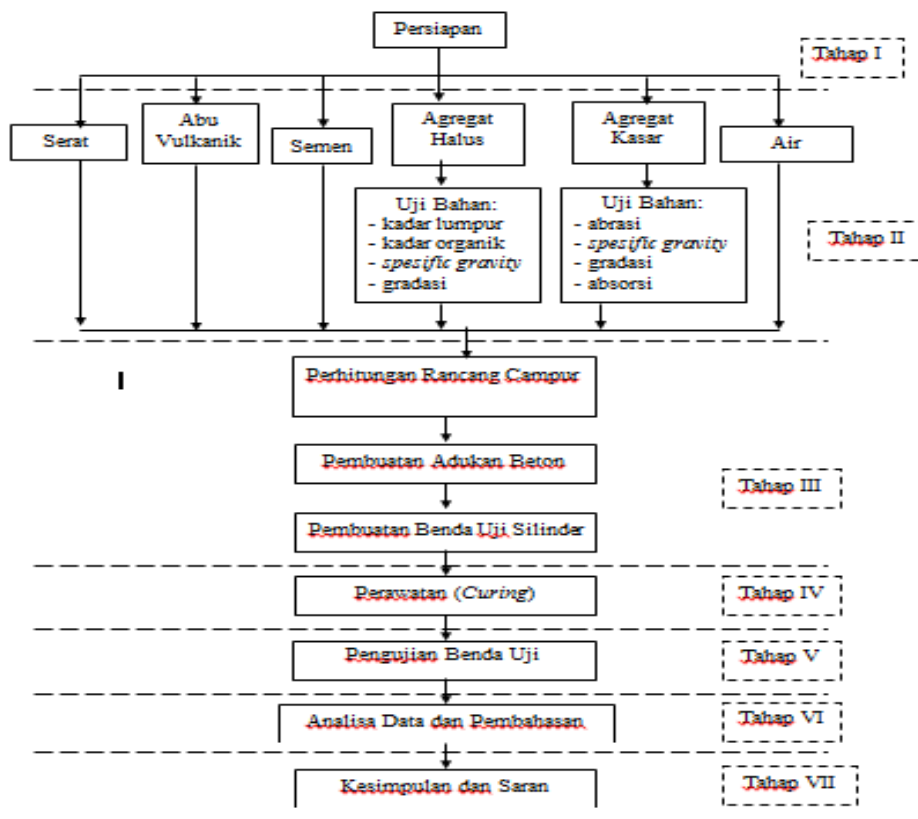 Persiapan
Tahap I
Serat
Abu
Vulkanik
Semen
Agregat
Halus
Agregat
Kasar
Air
Uji Bahan:
- kadar lumpur
- kadar organik
- spesific gravity
- gradasi
Uji Bahan:
- abrasi
- spesific gravity
- gradasi
- absorsi
Tahap II
I
Perhitungan Rancang Campur
Pembuatan Adukan Beton
Pembuatan Benda Uji Silinder
Tahap III
Perawatan (Curing)
Tahap IV
Pengujian Benda Uji
Tahap V
Analisa Data dan Pembahasan
Tahap VI
Kesimpulan dan Saran
Tahap VII